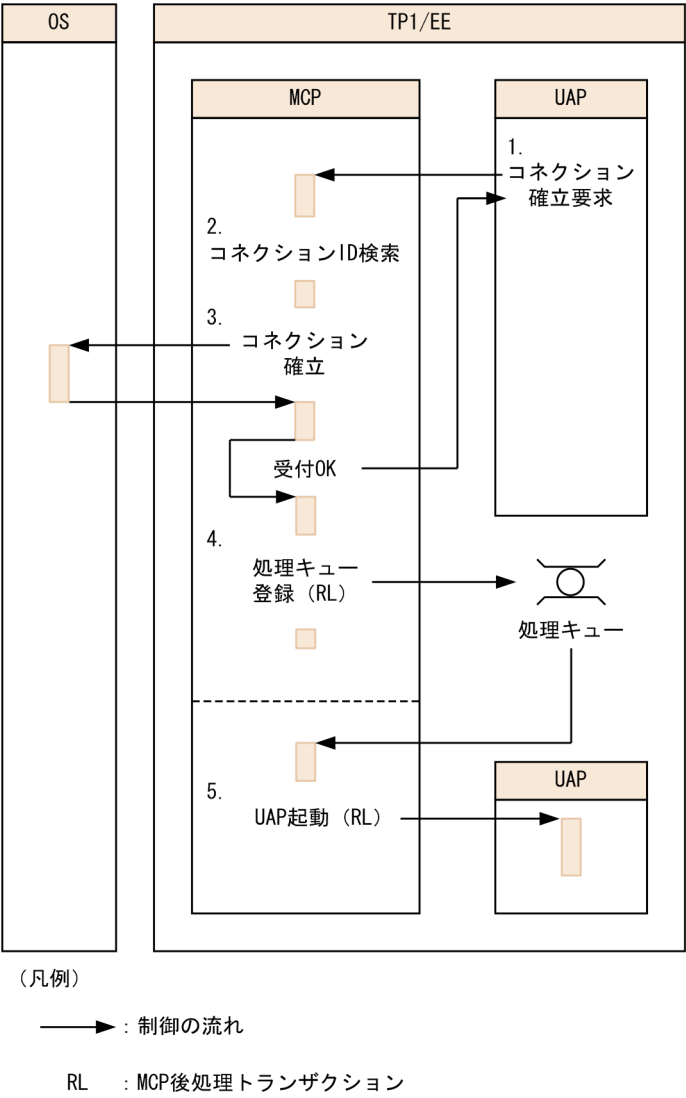 OS
TP1/EE
MCP
UAP
1.
コネクション
確立要求
2.
コネクションID検索
3.
コネクション
確立
受付OK
4.
処理キュー
登録（RL）
処理キュー
5.
UAP起動（RL）
UAP
（凡例）
：制御の流れ
RL ：MCP後処理トランザクション